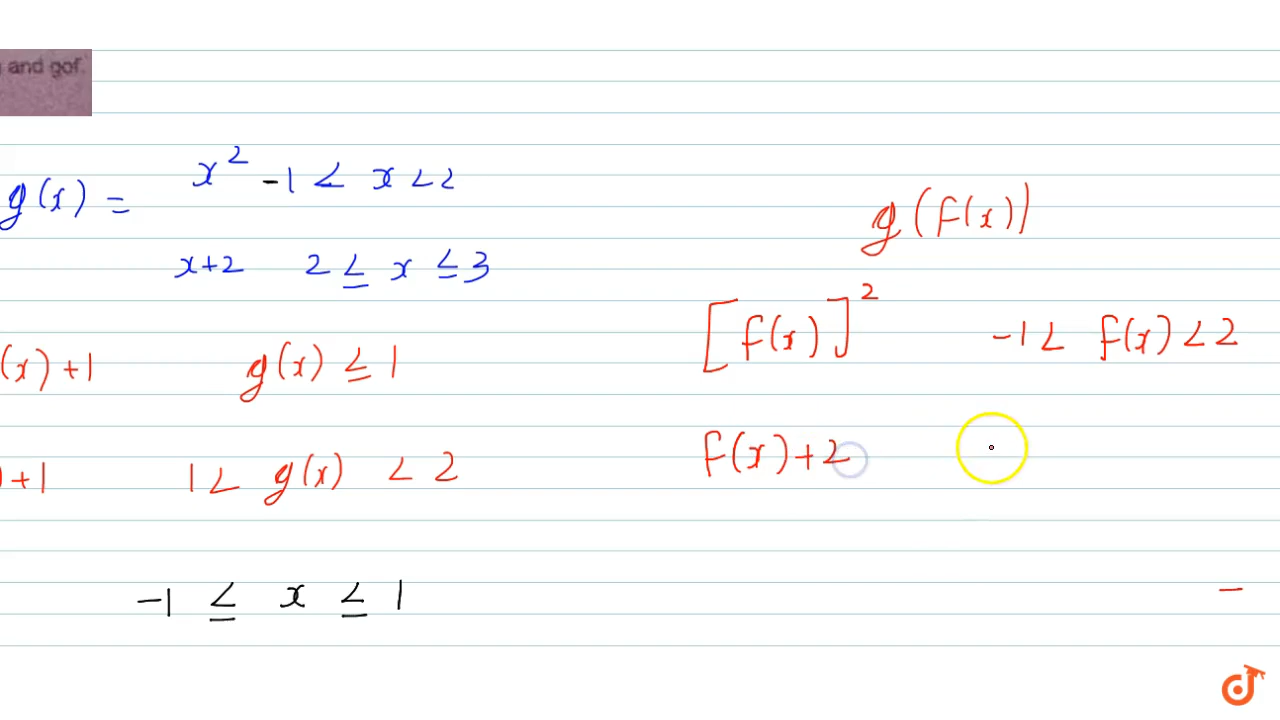 and gof.
g(x) = x² -1 < x < 2
x+2 2 ≤ x ≤ 3
(x) + 1 g(x) ≤ 1
) + 1 1 < g(x) < 2
-1 ≤ x ≤ 1
g(f(x))
[f(x)]² -1 < f(x) < 2
f(x) + 2
-